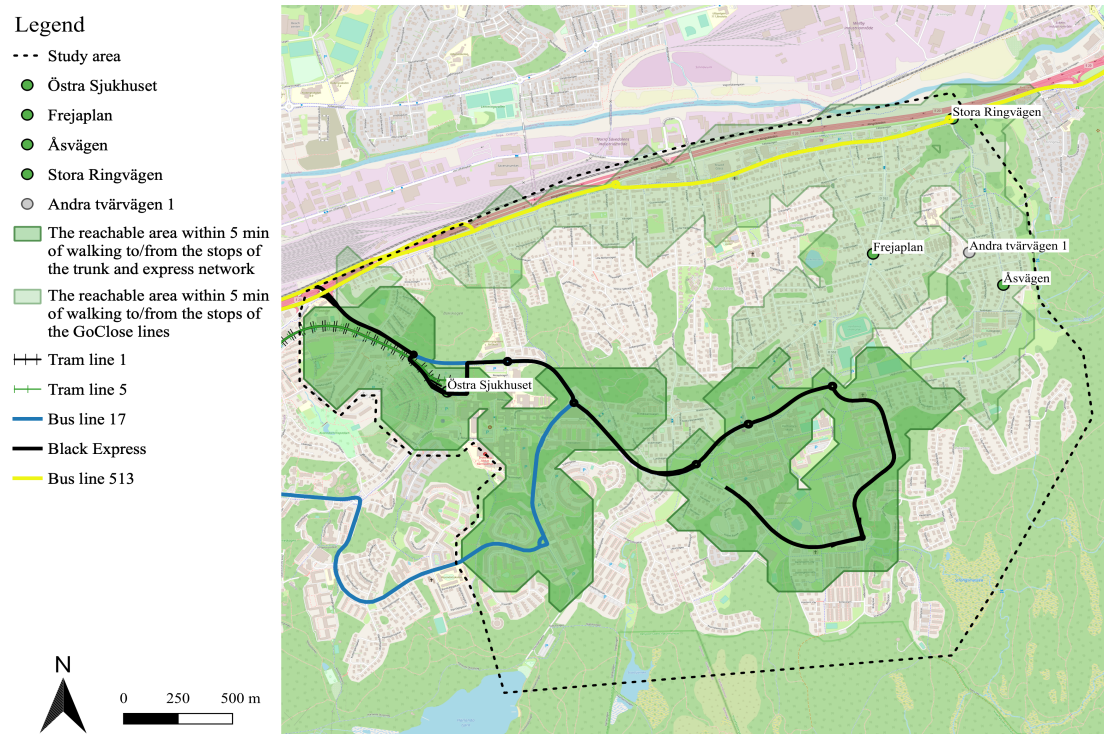 Legend
Study area
Östra Sjukhuset
Frejaplan
Åsvägen
Stora Ringvägen
Andra tvärvägen 1
The reachable area within 5 min
of walking to/from the stops of
the trunk and express network
The reachable area within 5 min
of walking to/from the stops of
the GoClose lines
Tram line 1
Tram line 5
Bus line 17
Black Express
Bus line 513
N
0 250 500 m
Stora Ringvägen
Frejaplan
Andra tvärvägen 1
Åsvägen
Östra Sjukhuset